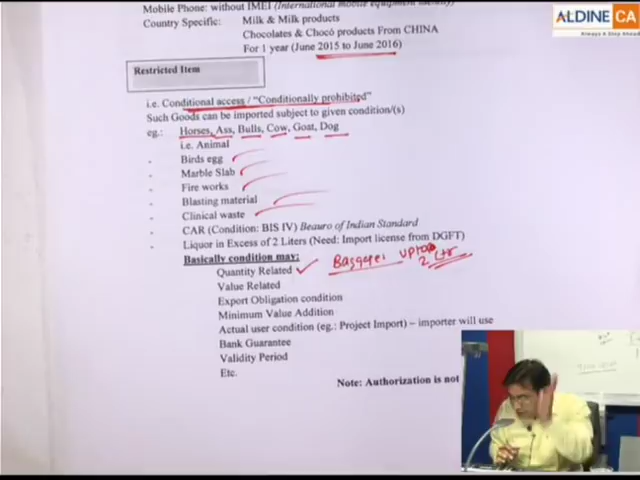 Mobile Phone: without IMEI (International mobile equipment identity)
Country Specific: Milk & Milk products
Chocolates & Choco products From CHINA
For 1 year (June 2015 to June 2016)
ALDINE CA
Always A Step Ahead
Restricted Item
i.e. Conditional access / "Conditionally prohibited"
Such Goods can be imported subject to given condition/(s)
eg.: Horses, Ass, Bulls, Cow, Goat, Dog
i.e. Animal
. Birds egg
. Marble Slab
. Fire works
. Blasting material
. Clinical waste
. CAR (Condition: BIS IV) Beauro of Indian Standard
. Liquor in Excess of 2 Liters (Need: Import license from DGFT)
Basically condition may:
Quantity Related ✓ Baggage: upto 2 Ltr
Value Related
Export Obligation condition
Minimum Value Addition
Actual user condition (eg.: Project Import) – importer will use
Bank Guarantee
Validity Period
Etc.
Note: Authorization is not